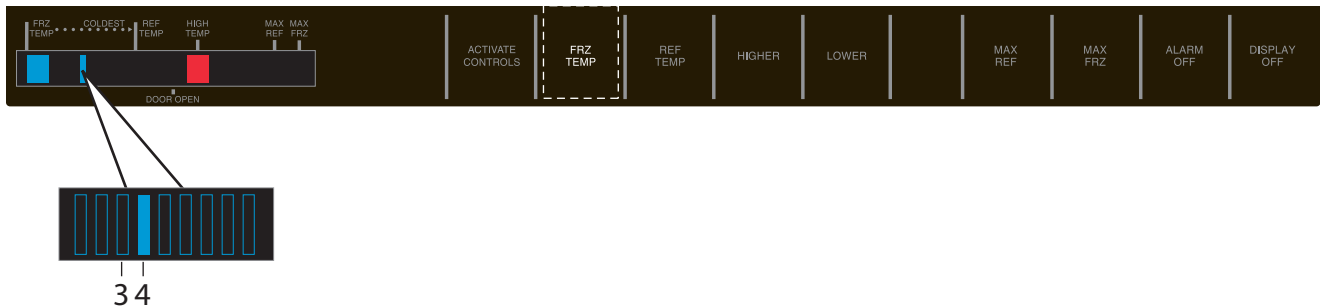 FRZ TEMP
COLDEST
REF TEMP
HIGH TEMP
MAX REF
MAX FRZ
DOOR OPEN
ACTIVATE CONTROLS
FRZ TEMP
REF TEMP
HIGHER
LOWER
MAX REF
MAX FRZ
ALARM OFF
DISPLAY OFF
3 4